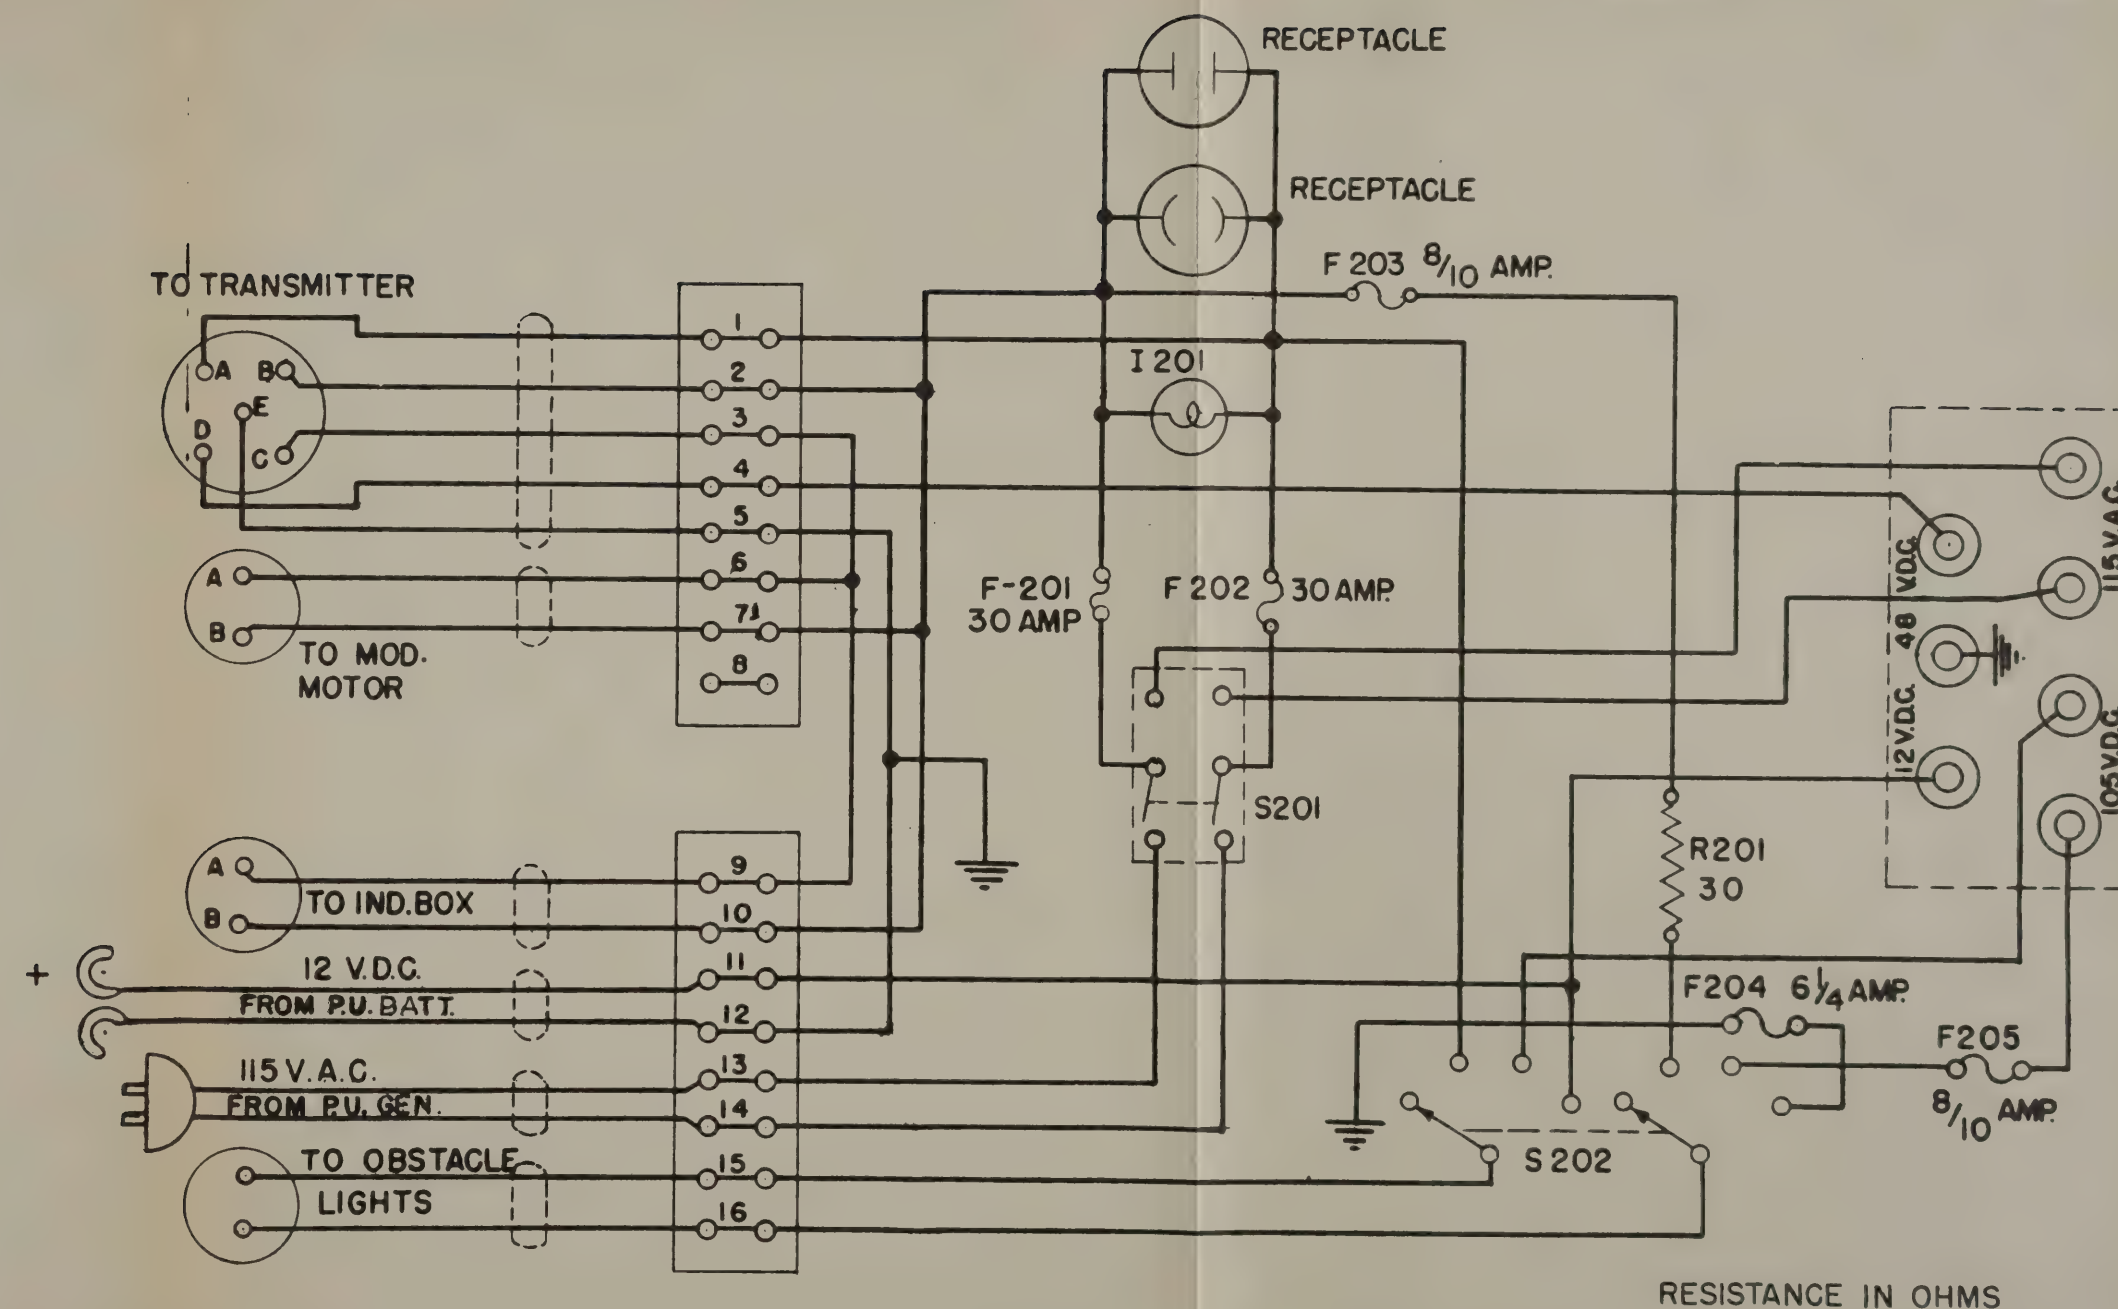 RECEPTACLE
RECEPTACLE
F 203 8/10 AMP.
TO TRANSMITTER
A
B
E
D
C
1
2
3
4
5
6
7
8
I 201
F-201
30 AMP
F 202
30 AMP.
A
B
TO MOD.
MOTOR
S201
115 V.A.C.
48 V.D.C.
12 V.D.C.
105 V.D.C.
R201
30
A
B
TO IND. BOX
9
10
11
12
13
14
15
16
+
12 V.D.C.
FROM P.U. BATT.
115 V.A.C.
FROM P.U. GEN.
TO OBSTACLE
LIGHTS
F204 6 1/4 AMP.
F205
8/10 AMP.
S 202
RESISTANCE IN OHMS